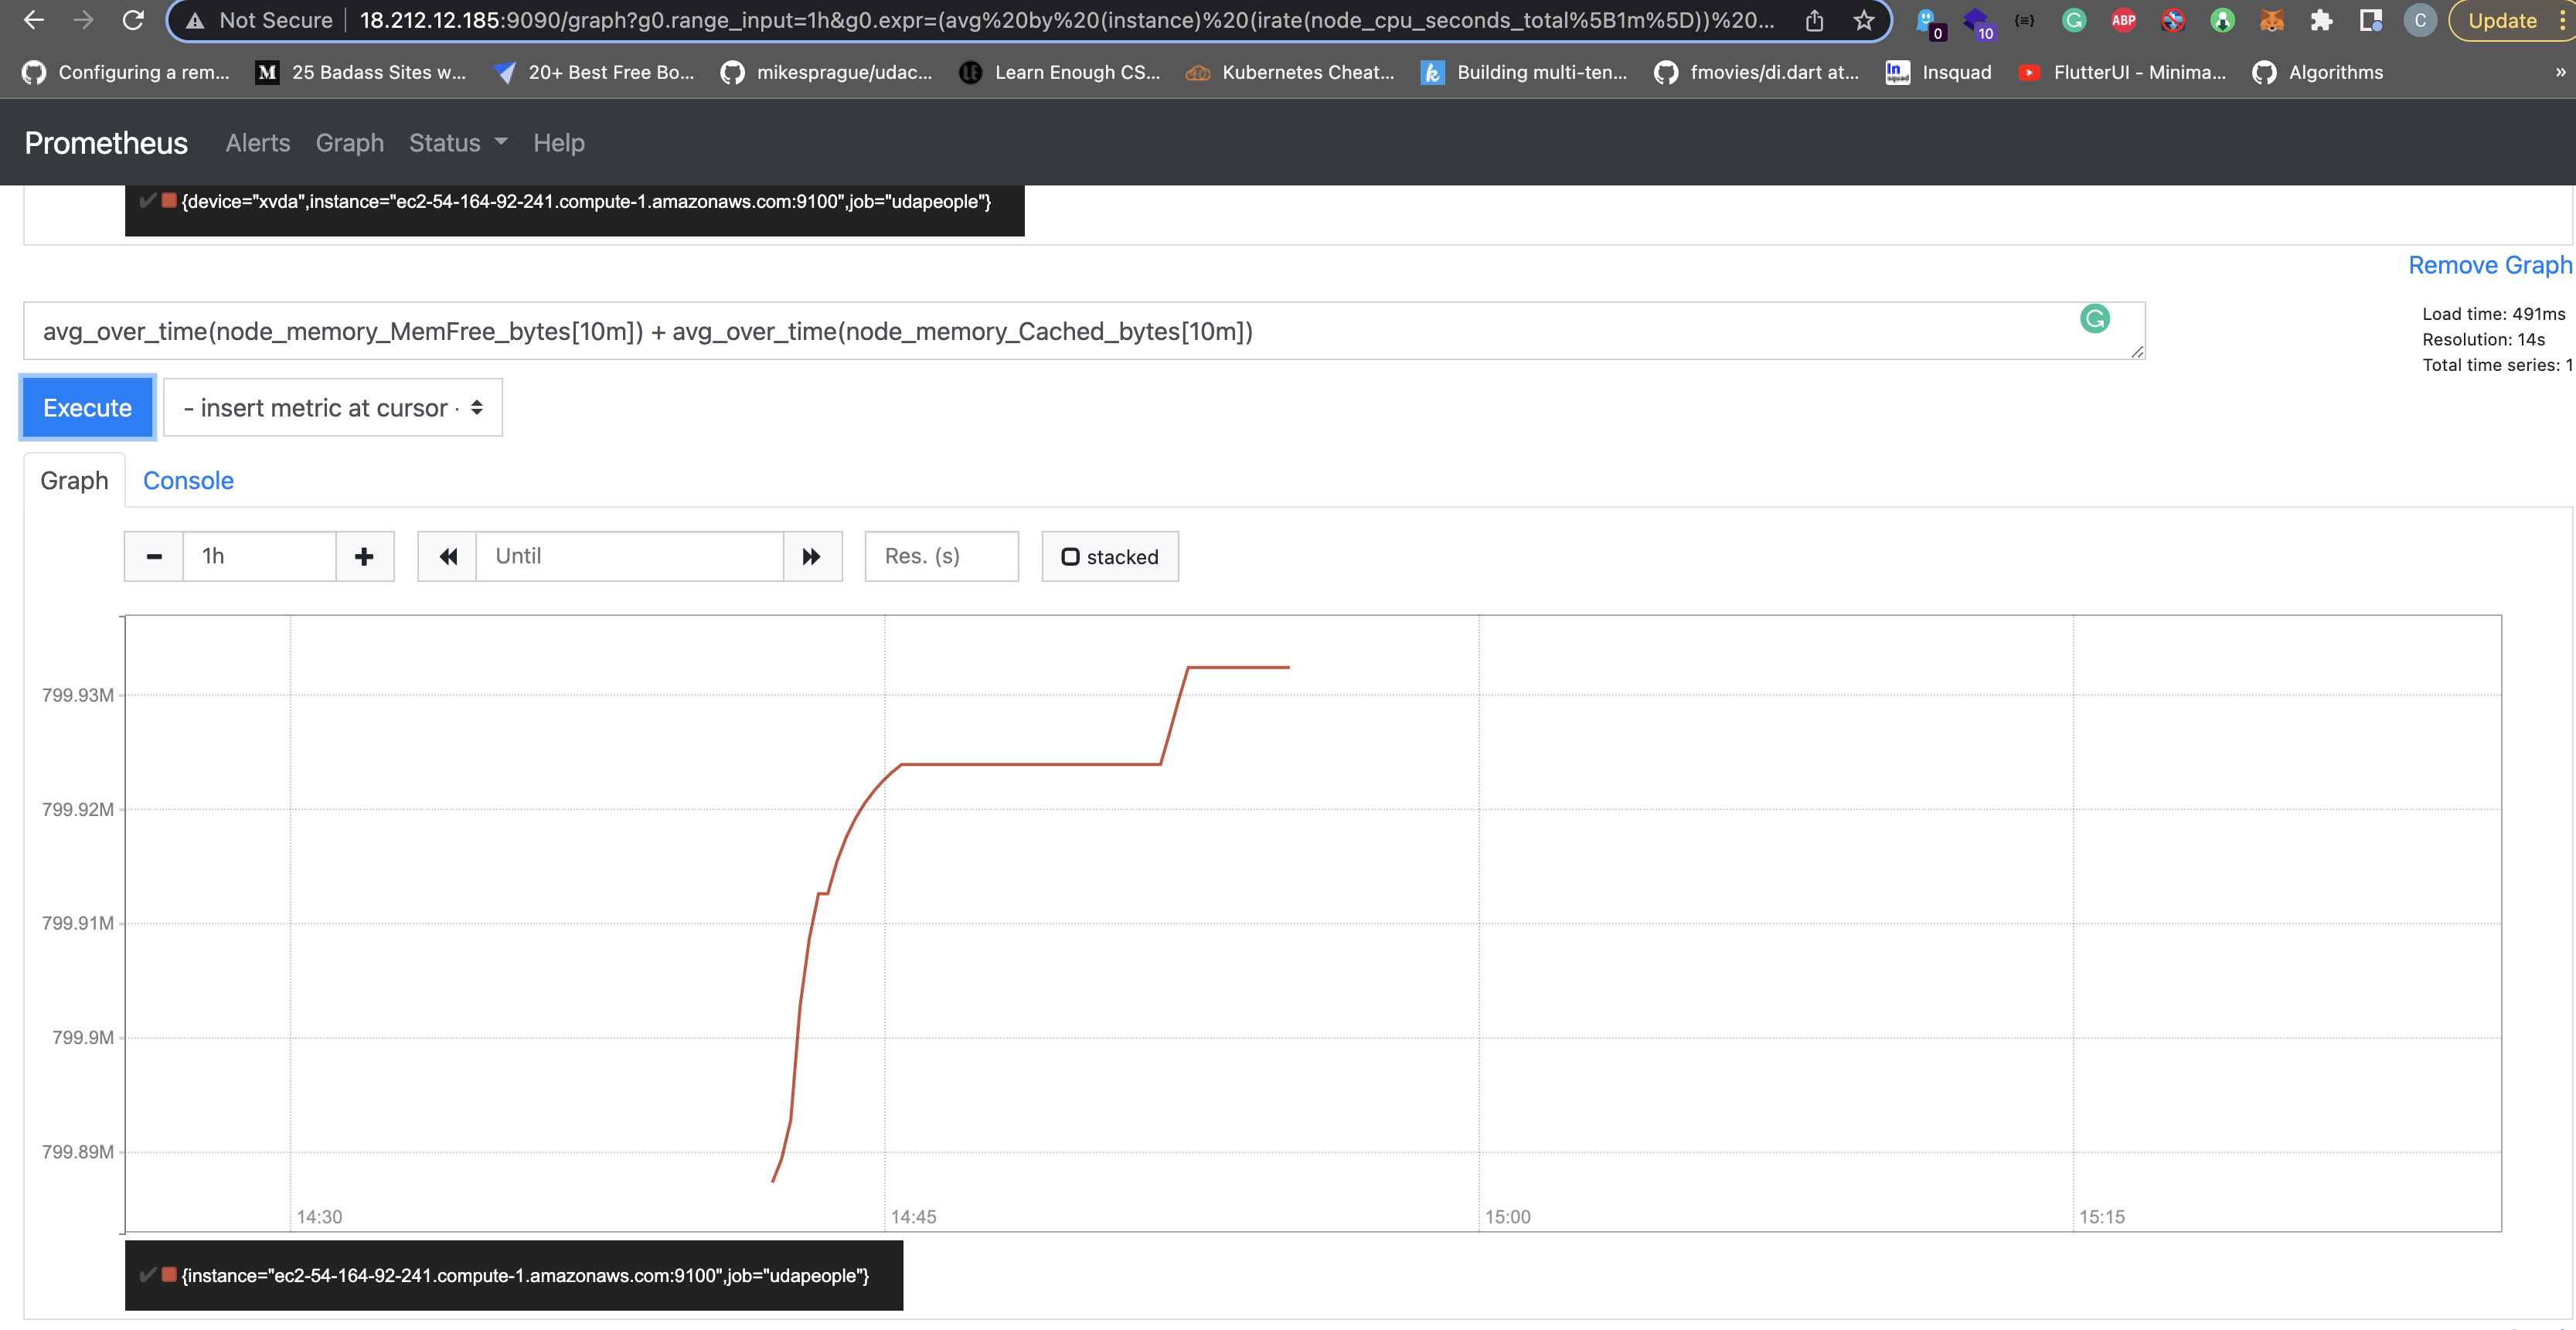 Not Secure 18.212.12.185:9090/graph?g0.range_input=1h&g0.expr=(avg%20by%20(instance)%20(irate(node_cpu_seconds_total%5B1m%5D))%20... 0 10 {≡} G ABP C Update
Configuring a rem... M 25 Badass Sites w... 20+ Best Free Bo... mikesprague/udac... LE Learn Enough CS... Kubernetes Cheat... k Building multi-ten... fmovies/di.dart at... In squad Insquad FlutterUI - Minima... Algorithms »
Prometheus Alerts Graph Status Help
{device="xvda",instance="ec2-54-164-92-241.compute-1.amazonaws.com:9100",job="udapeople"}
Remove Graph
avg_over_time(node_memory_MemFree_bytes[10m]) + avg_over_time(node_memory_Cached_bytes[10m])
Load time: 491ms
Resolution: 14s
Total time series: 1
Execute - insert metric at cursor ·
Graph Console
1h Until Res. (s) stacked
799.93M
799.92M
799.91M
799.9M
799.89M
14:30 14:45 15:00 15:15
{instance="ec2-54-164-92-241.compute-1.amazonaws.com:9100",job="udapeople"}